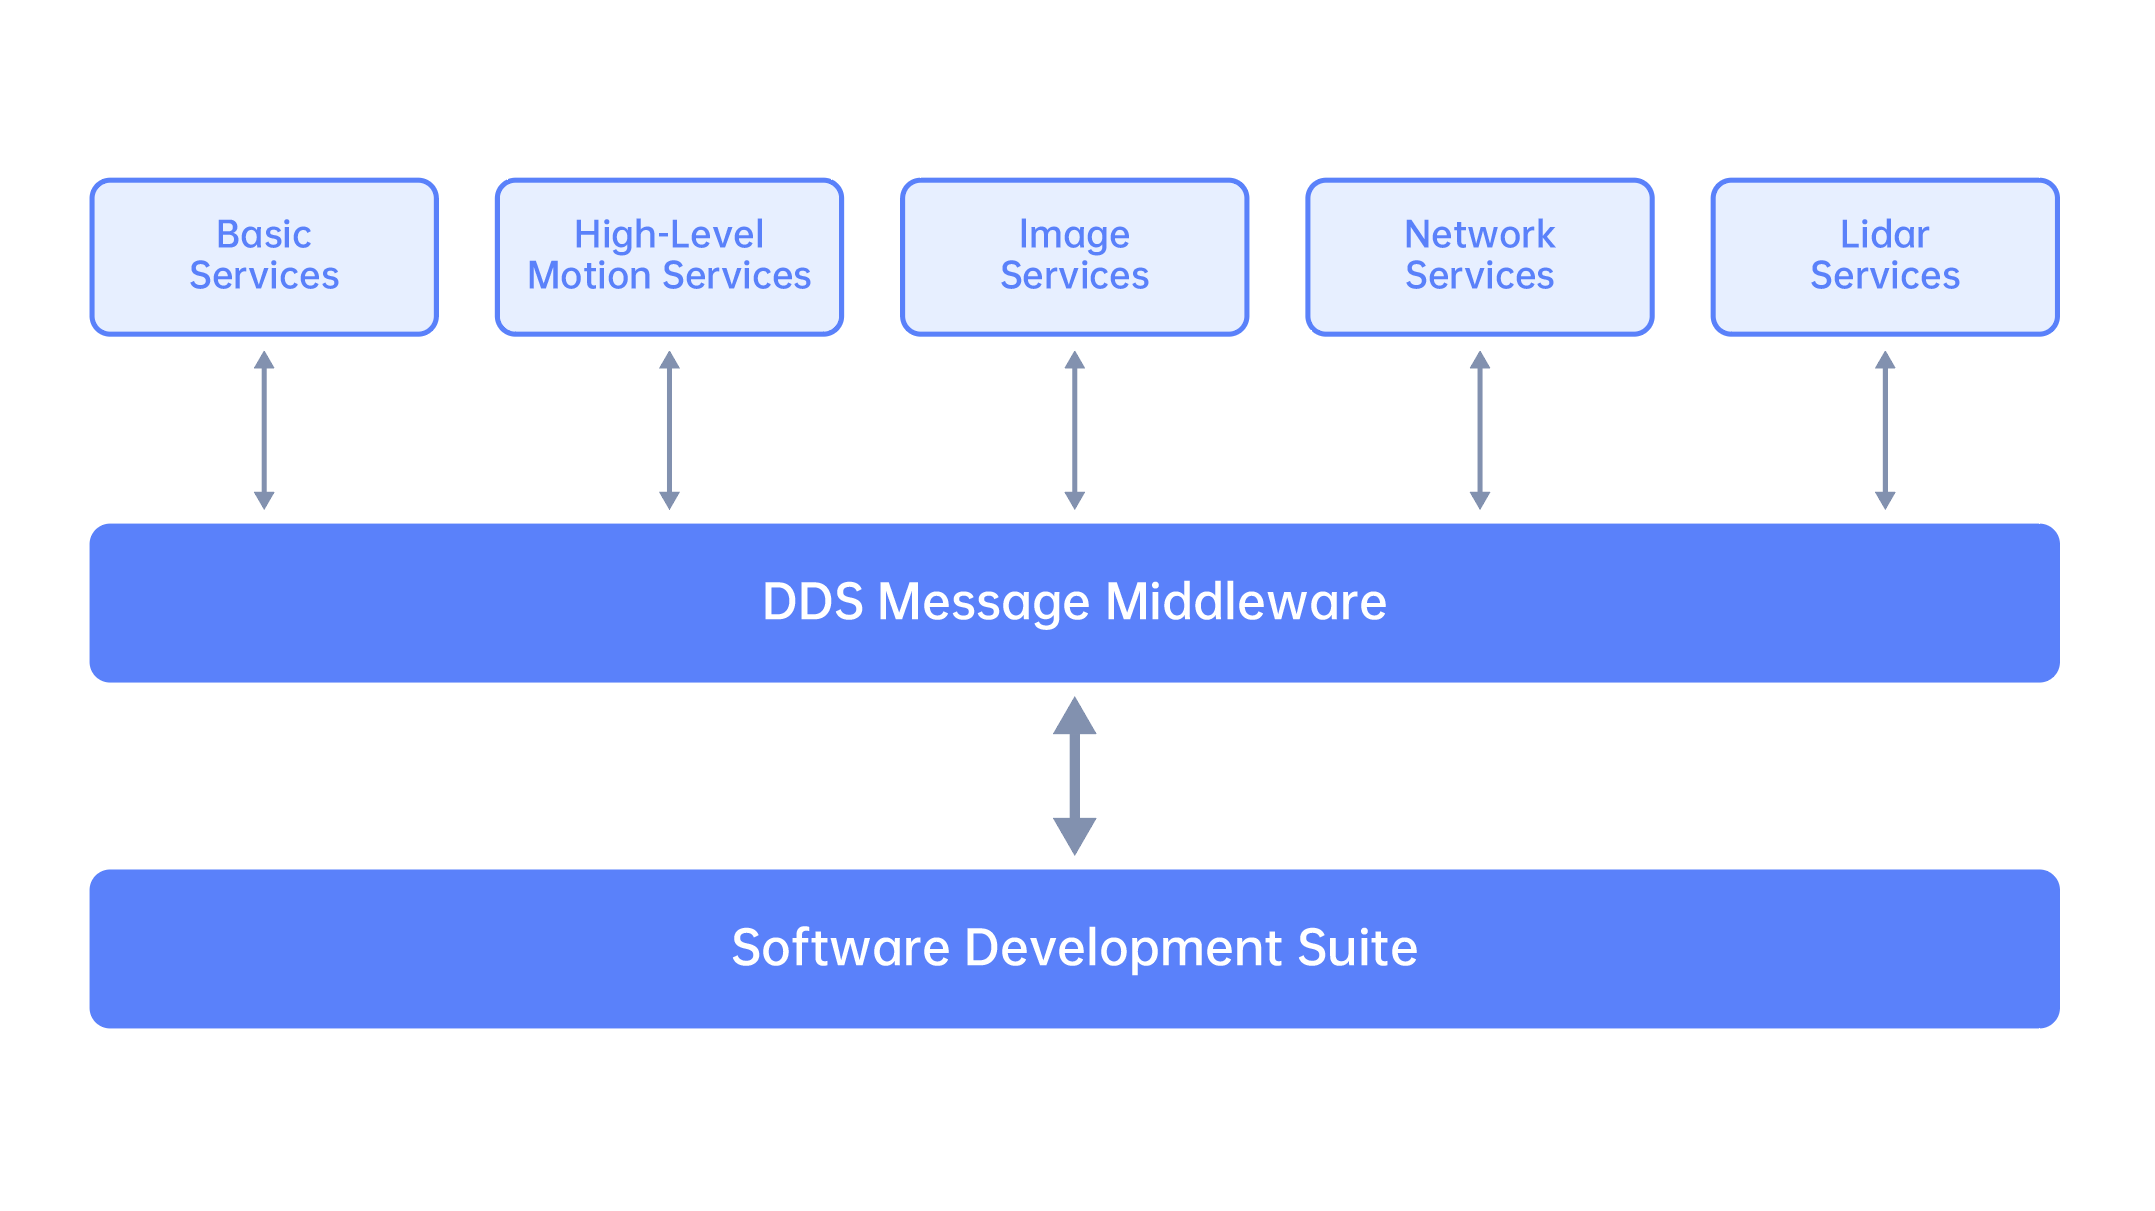 Basic
Services
High-Level
Motion Services
Image
Services
Network
Services
Lidar
Services
DDS Message Middleware
Software Development Suite